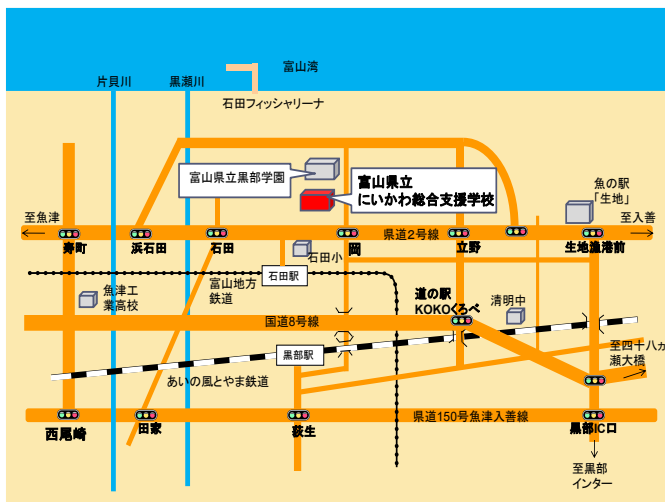 富山湾
片貝川
黒瀬川
石田フィッシャリーナ
富山県立黒部学園
富山県立
にいかわ総合支援学校
魚の駅
「生地」
至魚津
至入善
寿町
浜石田
石田
岡
県道2号線
立野
生地漁港前
石田小
石田駅
富山地方
鉄道
魚津工
業高校
道の駅
KOKOくろべ
清明中
国道8号線
黒部駅
至四十八ヵ
瀬大橋
あいの風とやま鉄道
西尾崎
田家
荻生
県道150号魚津入善線
黒部IC口
至黒部
インター